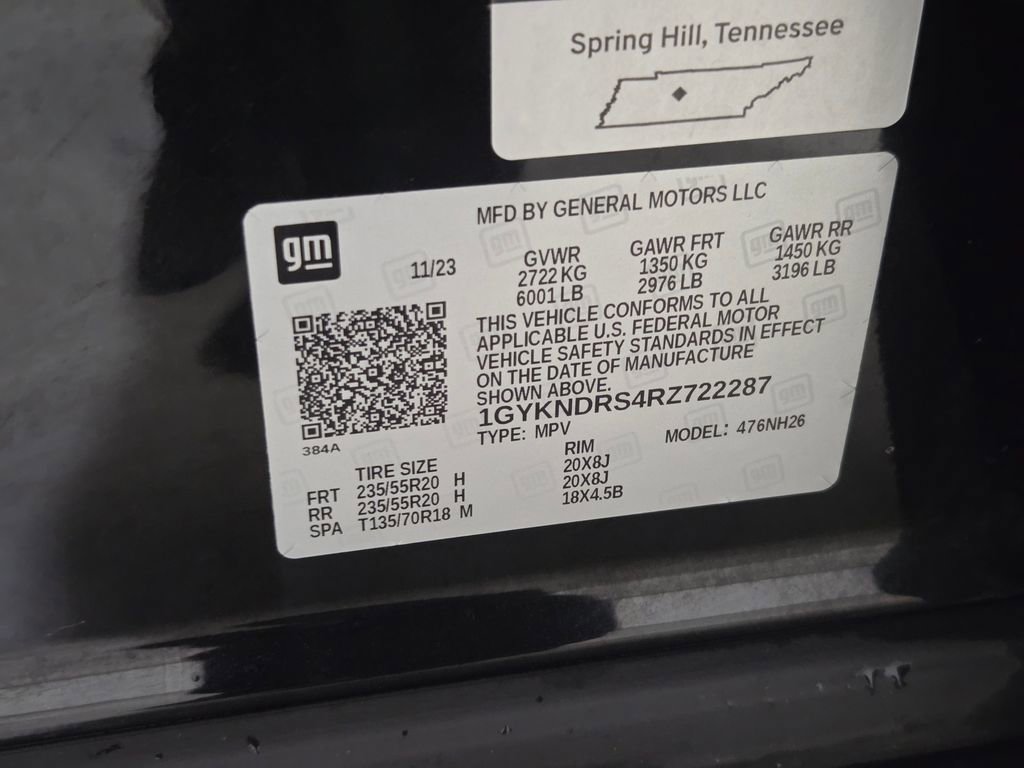 Spring Hill, Tennessee
MFD BY GENERAL MOTORS LLC
gm
11/23
GVWR
2722 KG
6001 LB
GAWR FRT
1350 KG
2976 LB
GAWR RR
1450 KG
3196 LB
THIS VEHICLE CONFORMS TO ALL
APPLICABLE U.S. FEDERAL MOTOR
VEHICLE SAFETY STANDARDS IN EFFECT
ON THE DATE OF MANUFACTURE
SHOWN ABOVE.
1GYKNDRS4RZ722287
TYPE: MPV
MODEL: 476NH26
384A
TIRE SIZE RIM
FRT 235/55R20 H 20X8J
RR 235/55R20 H 20X8J
SPA T135/70R18 M 18X4.5B